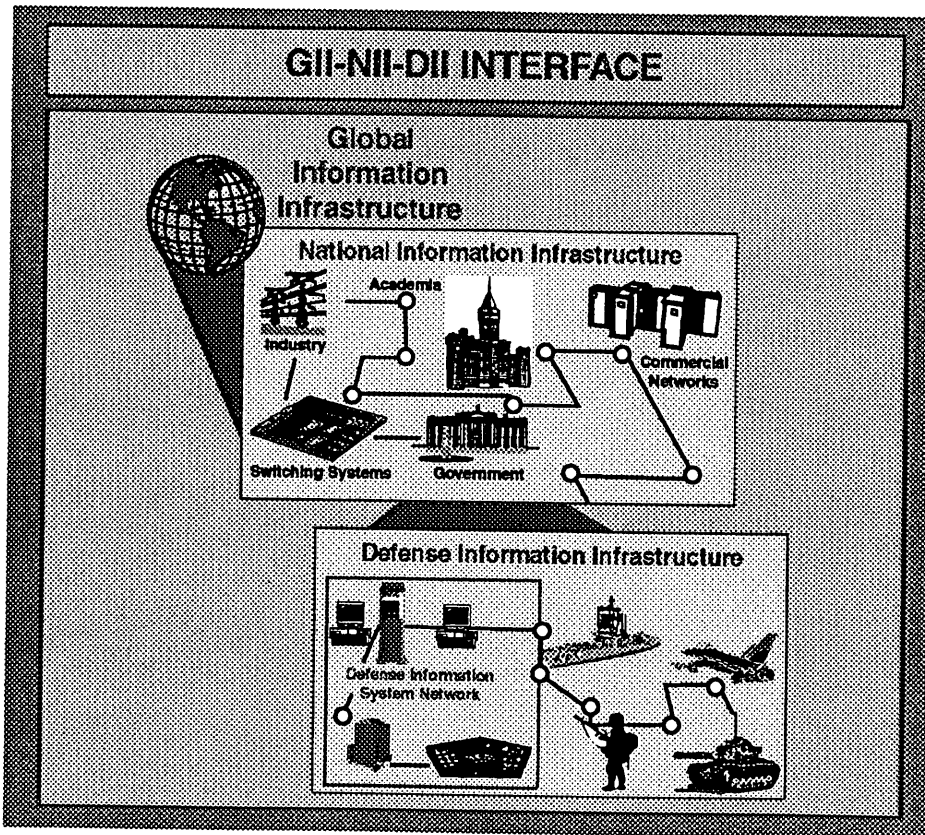 GII-NII-DII INTERFACE
Global
Information
Infrastructure
National Information Infrastructure
Academia
Industry
Commercial
Networks
Switching Systems
Government
Defense Information Infrastructure
Defense Information
System Network